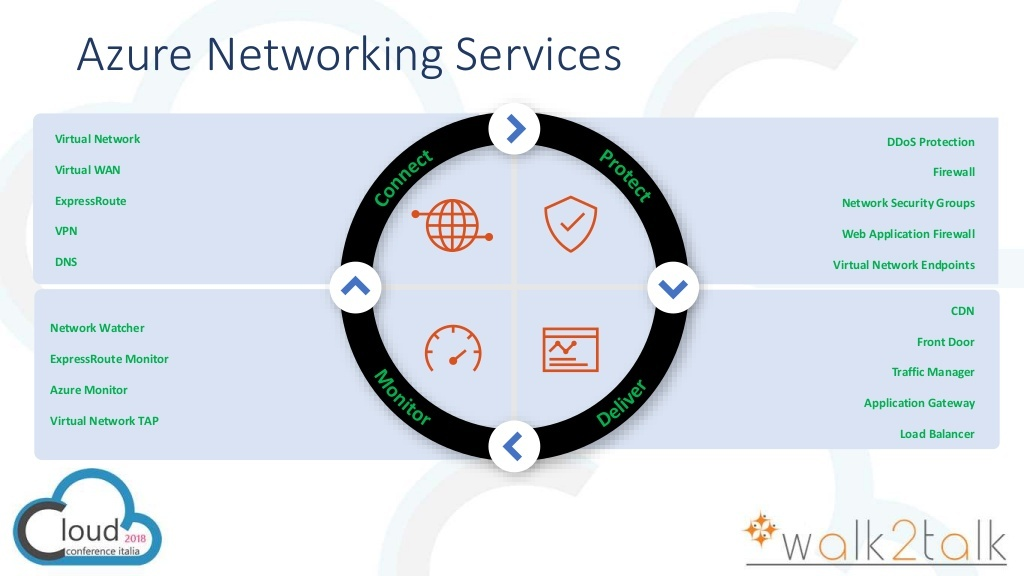 Azure Networking Services
Virtual Network
Virtual WAN
ExpressRoute
VPN
DNS
Connect
Protect
DDoS Protection
Firewall
Network Security Groups
Web Application Firewall
Virtual Network Endpoints
Network Watcher
ExpressRoute Monitor
Azure Monitor
Virtual Network TAP
Monitor
Deliver
CDN
Front Door
Traffic Manager
Application Gateway
Load Balancer
Cloud 2018
conference italia
walk2talk